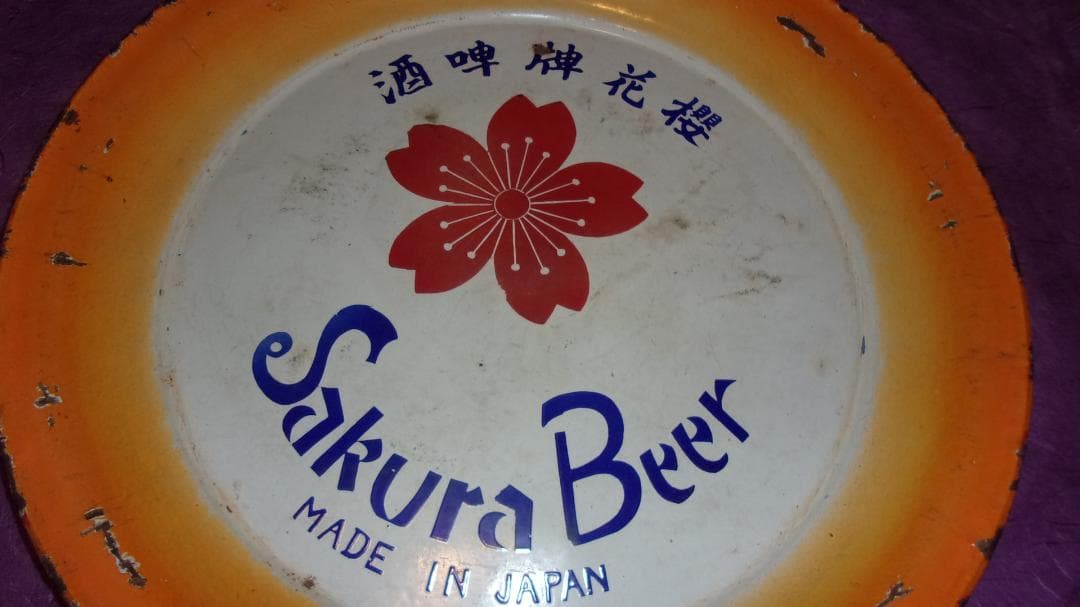 櫻花牌啤酒
Sakura Beer
MADE IN JAPAN